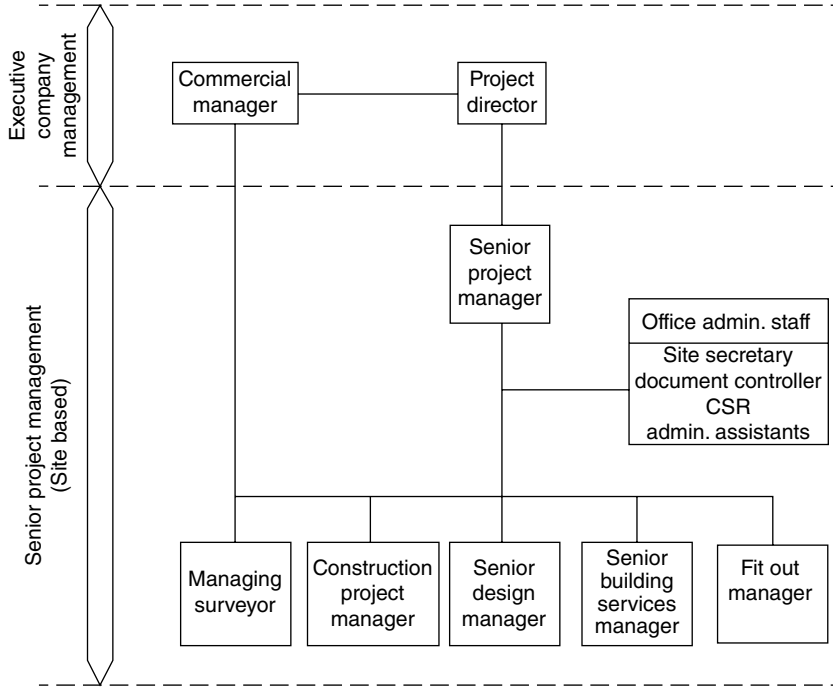 Executive
company
management
Commercial
manager
Project
director
Senior project management
(Site based)
Senior
project
manager
Office admin. staff
Site secretary
document controller
CSR
admin. assistants
Managing
surveyor
Construction
project
manager
Senior
design
manager
Senior
building
services
manager
Fit out
manager